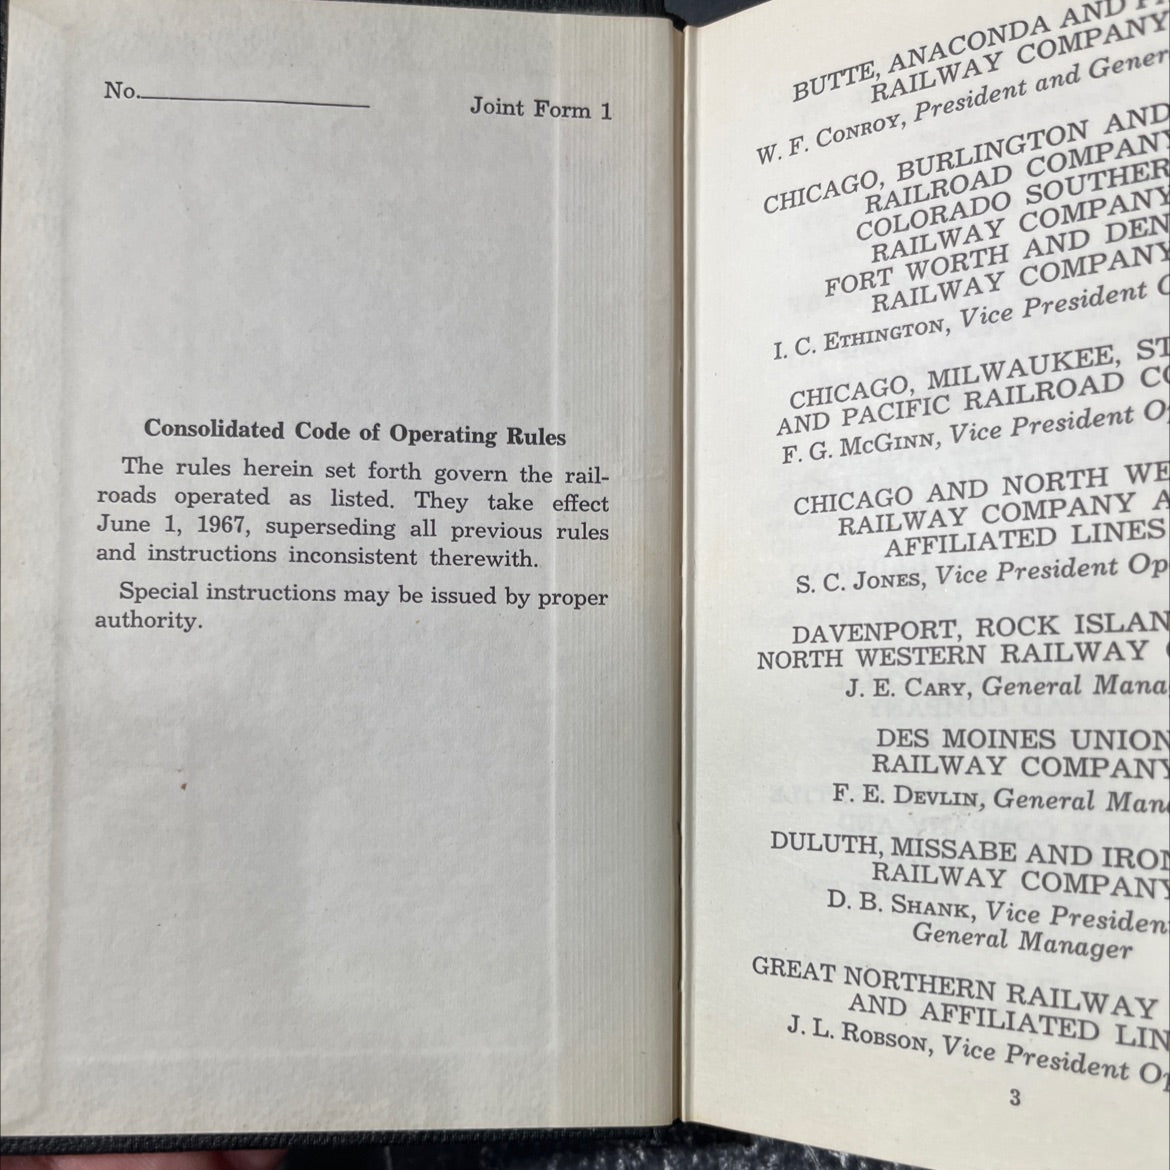 No.
Joint Form 1
Consolidated Code of Operating Rules
The rules herein set forth govern the rail-
roads operated as listed. They take effect
June 1, 1967, superseding all previous rules
and instructions inconsistent therewith.
Special instructions may be issued by proper
authority.
BUTTE, ANACONDA AND
RAILWAY COMPANY
W. F. CONROY, President and Gener
CHICAGO, BURLINGTON AND
RAILROAD COMPANY
COLORADO SOUTHER
RAILWAY COMPANY
FORT WORTH AND DEN
RAILWAY COMPANY
I. C. ETHINGTON, Vice President
CHICAGO, MILWAUKEE, ST
AND PACIFIC RAILROAD CO
F. G. McGINN, Vice President Op
CHICAGO AND NORTH WE
RAILWAY COMPANY A
AFFILIATED LINES
S. C. JONES, Vice President Op
DAVENPORT, ROCK ISLAN
NORTH WESTERN RAILWAY
J. E. CARY, General Mana
DES MOINES UNION
RAILWAY COMPANY
F. E. DEVLIN, General Man
DULUTH, MISSABE AND IRON
RAILWAY COMPANY
D. B. SHANK, Vice Presiden
General Manager
GREAT NORTHERN RAILWAY
AND AFFILIATED LIN
J. L. ROBSON, Vice President Op
3